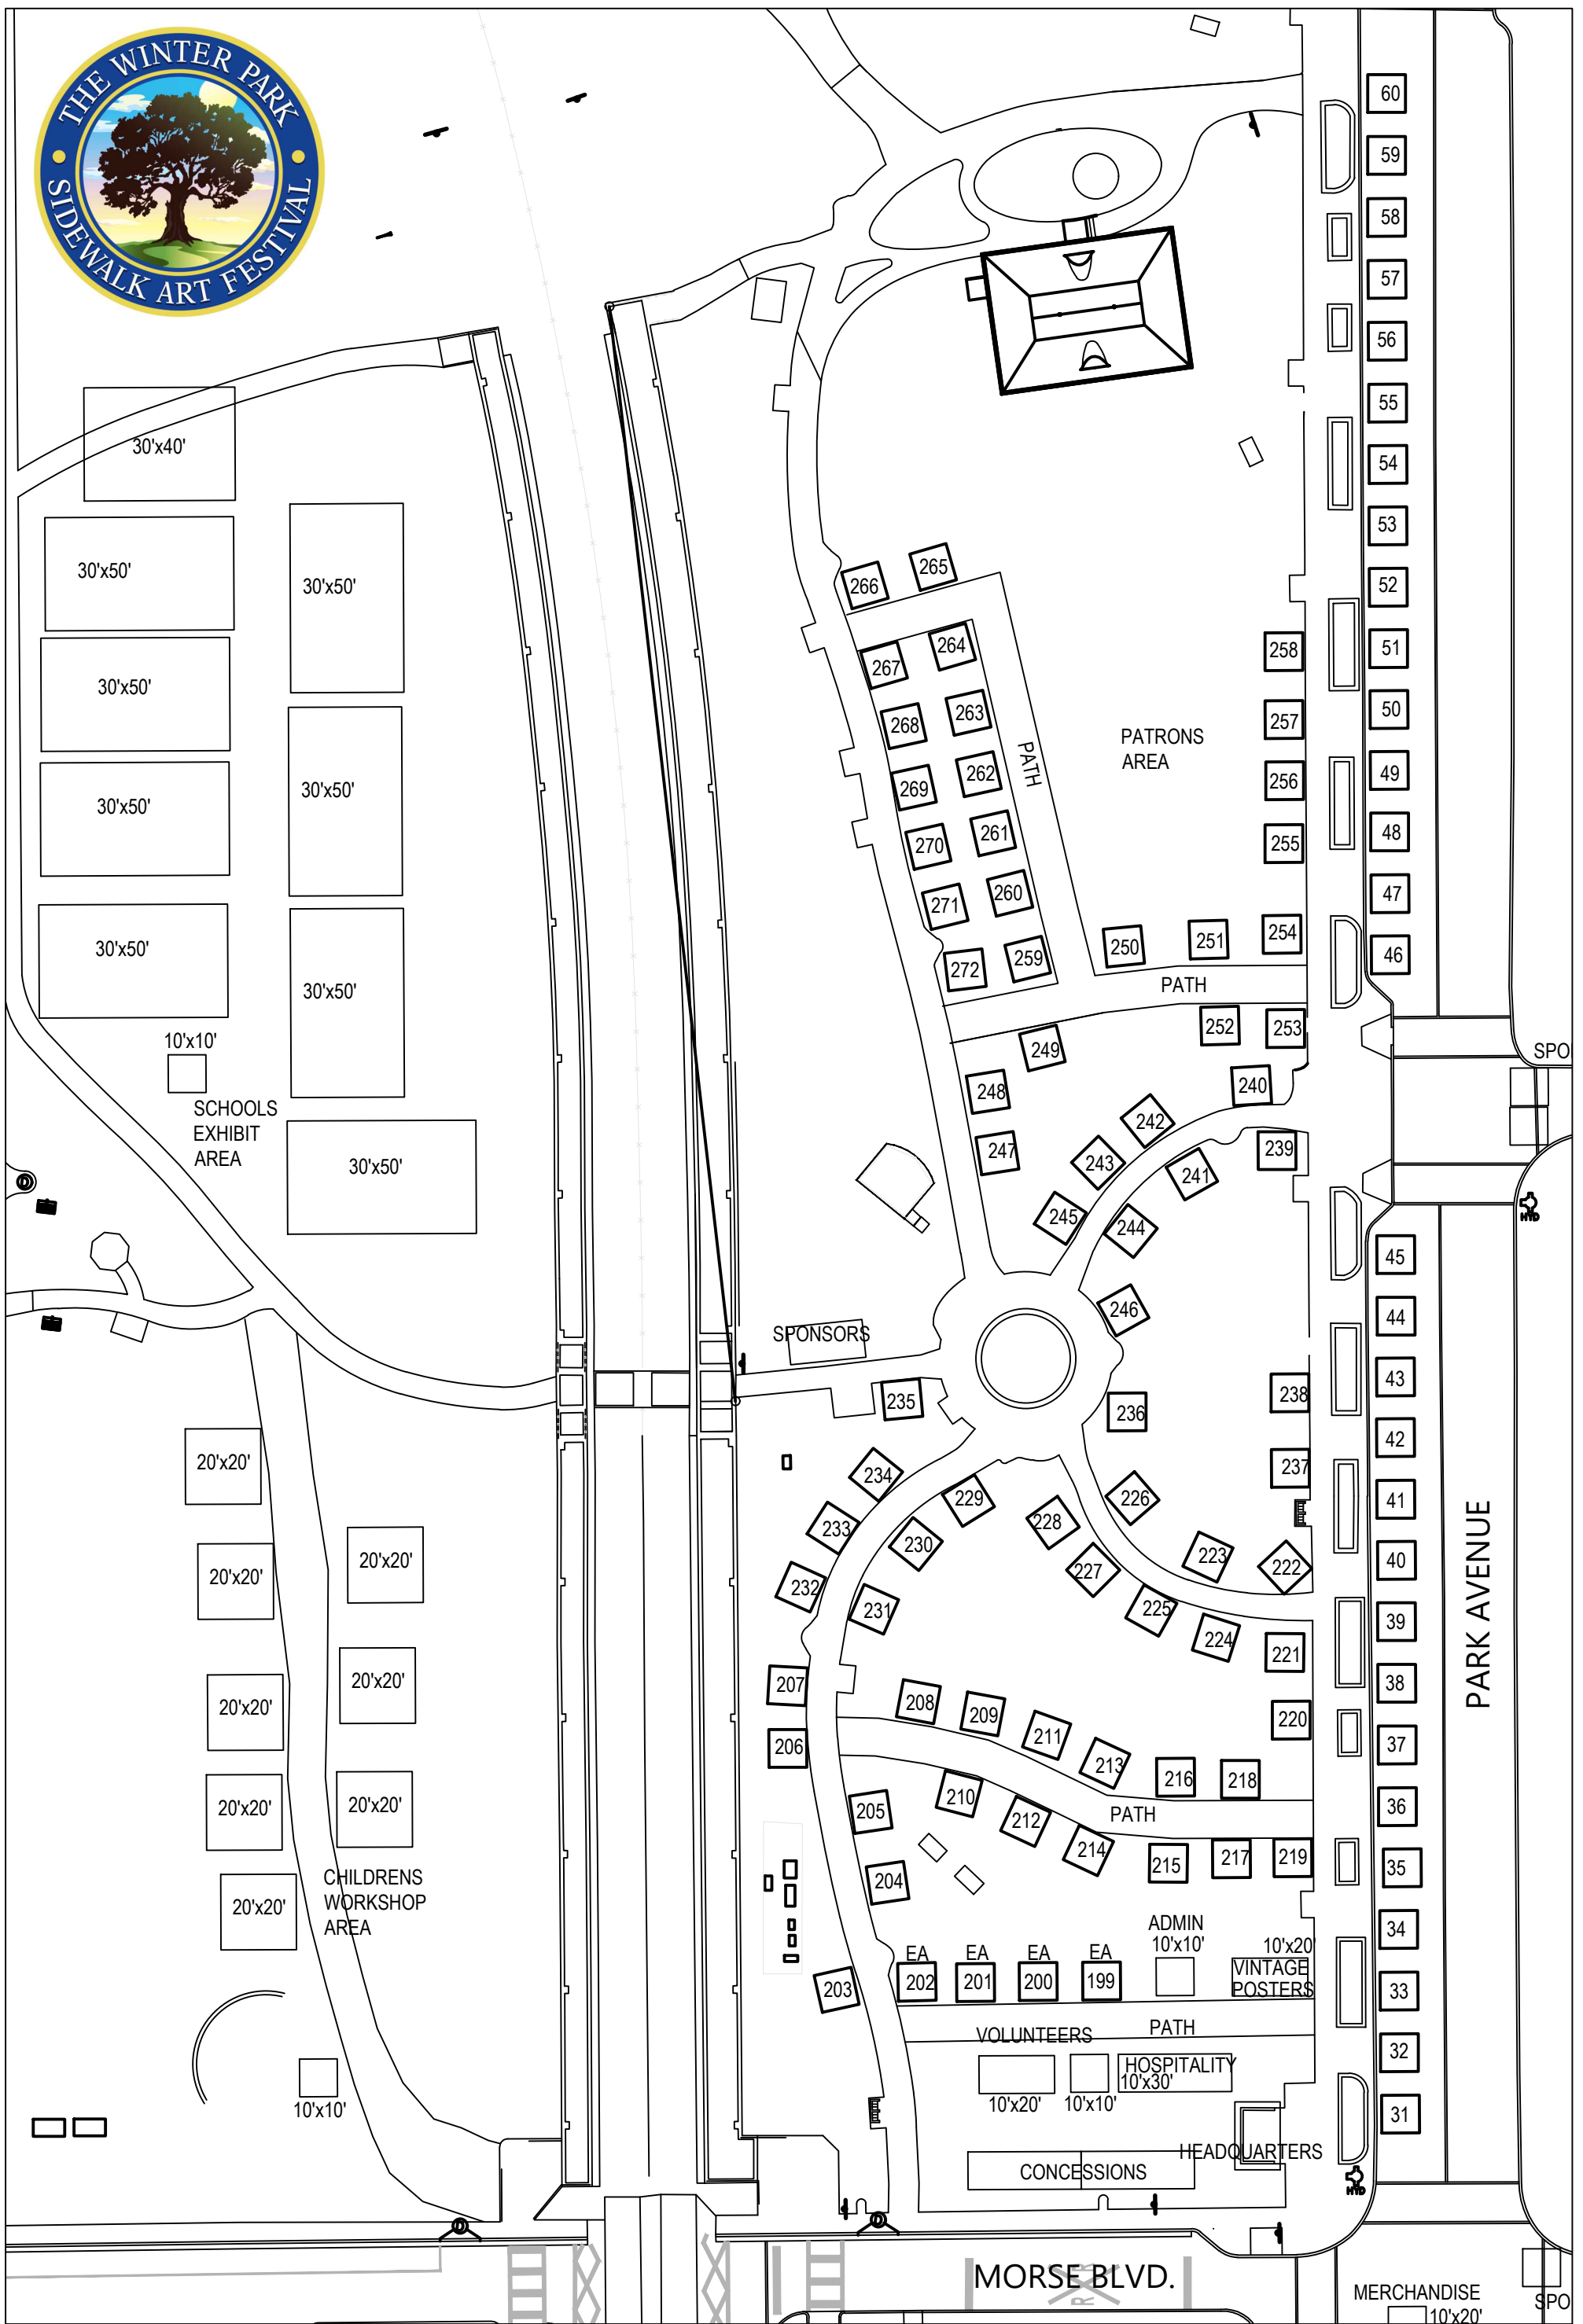 THE WINTER PARK
SIDEWALK ART FESTIVAL
30'x40'
30'x50'
30'x50'
30'x50'
30'x50'
30'x50'
30'x50'
30'x50'
30'x50'
10'x10'
SCHOOLS
EXHIBIT
AREA
20'x20'
20'x20'
20'x20'
20'x20'
20'x20'
20'x20'
20'x20'
20'x20'
CHILDRENS
WORKSHOP
AREA
10'x10'
266
265
267
264
268
263
269
262
270
261
271
260
272
259
PATH
PATRONS
AREA
258
257
256
255
250
251
254
PATH
252
253
249
248
247
240
242
239
243
241
245
244
246
SPONSORS
235
236
238
237
234
233
232
229
230
231
228
226
227
223
222
225
224
221
220
207
206
208
209
211
213
216
218
PATH
205
210
212
214
215
217
219
204
203
EA
EA
EA
EA
202
201
200
199
ADMIN
10'x10'
10'x20'
VINTAGE
POSTERS
PATH
VOLUNTEERS
10'x20'
10'x10'
HOSPITALITY
10'x30'
HEADQUARTERS
CONCESSIONS
60
59
58
57
56
55
54
53
52
51
50
49
48
47
46
45
44
43
42
41
40
39
38
37
36
35
34
33
32
31
SPO
HYD
PARK AVENUE
HYD
MORSE BLVD.
R R
MERCHANDISE
10'x20'
SPO